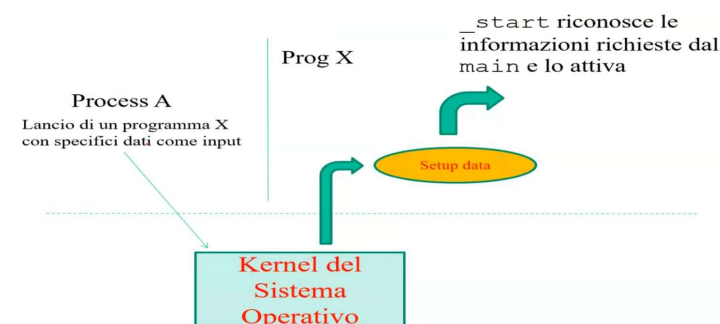 _start riconosce le
informazioni richieste dal
main e lo attiva
Prog X
Process A
Lancio di un programma X
con specifici dati come input
Setup data
Kernel del
Sistema
Operativo